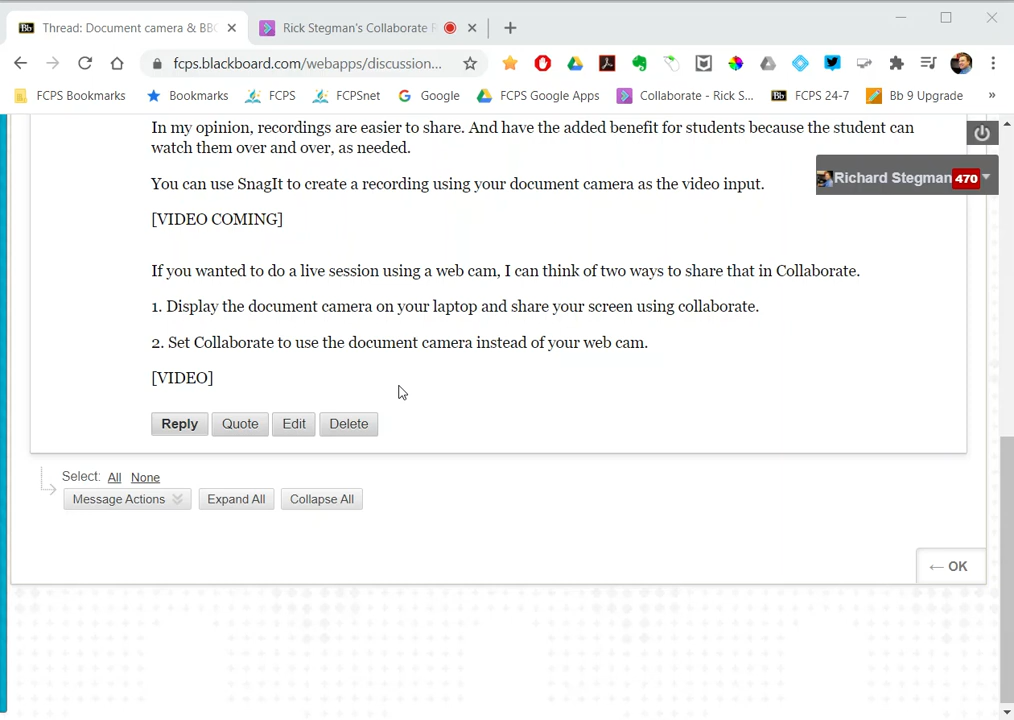 Thread: Document camera & BBC
Rick Stegman's Collaborate R
fcps.blackboard.com/webapps/discussion...
FCPS Bookmarks
Bookmarks
FCPS
FCPSnet
Google
FCPS Google Apps
Collaborate - Rick S...
FCPS 24-7
Bb 9 Upgrade
»
In my opinion, recordings are easier to share. And have the added benefit for students because the student can
watch them over and over, as needed.
Richard Stegman 470
You can use SnagIt to create a recording using your document camera as the video input.
[VIDEO COMING]
If you wanted to do a live session using a web cam, I can think of two ways to share that in Collaborate.
1. Display the document camera on your laptop and share your screen using collaborate.
2. Set Collaborate to use the document camera instead of your web cam.
[VIDEO]
Reply Quote Edit Delete
Select: All None
Message Actions Expand All Collapse All
← OK